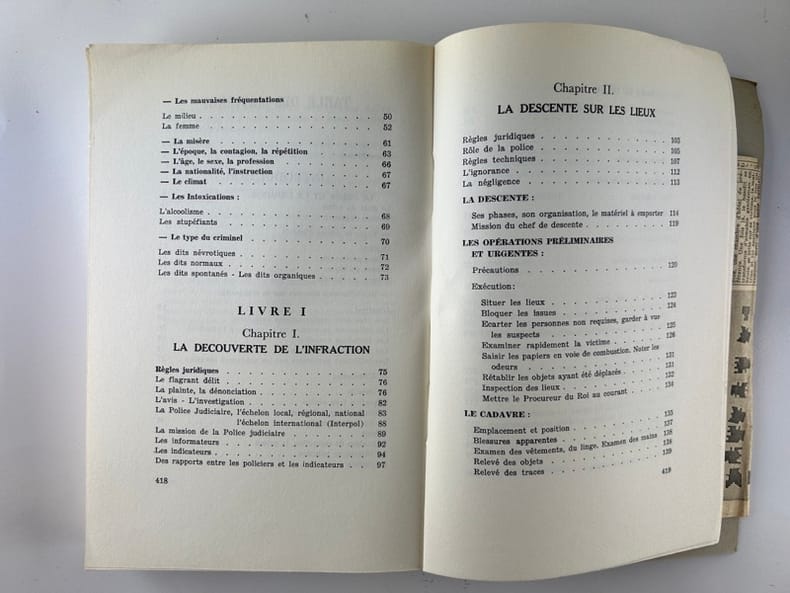 — Les mauvaises fréquentations
Le milieu . . . . . . . . . . . . . . . . 50
La femme . . . . . . . . . . . . . . . . 52
— La misère . . . . . . . . . . . . . . . 61
— L'époque, la contagion, la répétition . . . . . . 63
— L'âge, le sexe, la profession . . . . . . . . . 66
— La nationalité, l'instruction . . . . . . . . . 67
— Le climat . . . . . . . . . . . . . . . 67
— Les Intoxications :
L'alcoolisme . . . . . . . . . . . . . . . 68
Les stupéfiants . . . . . . . . . . . . . . 69
— Le type du criminel . . . . . . . . . . . . 70
Les dits névrotiques . . . . . . . . . . . . . 71
Les dits normaux . . . . . . . . . . . . . . 72
Les dits spontanés - Les dits organiques . . . . . . 73
LIVRE I
Chapitre I.
LA DECOUVERTE DE L'INFRACTION
Règles juridiques . . . . . . . . . . . . . . 75
Le flagrant délit . . . . . . . . . . . . . . 76
La plainte, la dénonciation . . . . . . . . . . 76
L'avis - L'investigation . . . . . . . . . . . . 82
La Police Judiciaire, l'échelon local, régional, national 83
l'échelon international (Interpol) 88
La mission de la Police judiciaire . . . . . . . . 89
Les informateurs . . . . . . . . . . . . . . 92
Les indicateurs . . . . . . . . . . . . . . . 94
Des rapports entre les policiers et les indicateurs . . 97
418
Chapitre II.
LA DESCENTE SUR LES LIEUX
Règles juridiques . . . . . . . . . . . . . . 105
Rôle de la police . . . . . . . . . . . . . . 105
Règles techniques . . . . . . . . . . . . . . 107
L'ignorance . . . . . . . . . . . . . . . . 112
La négligence . . . . . . . . . . . . . . . 113
LA DESCENTE :
Ses phases, son organisation, le matériel à emporter 114
Mission du chef de descente . . . . . . . . . . 119
LES OPÉRATIONS PRÉLIMINAIRES
ET URGENTES :
Précautions . . . . . . . . . . . . . . . . 120
Exécution :
Situer les lieux . . . . . . . . . . . . . . 123
Bloquer les issues . . . . . . . . . . . . . 124
Ecarter les personnes non requises, garder à vue
les suspects . . . . . . . . . . . . . . 125
Examiner rapidement la victime . . . . . . . . 126
Saisir les papiers en voie de combustion. Noter les
odeurs . . . . . . . . . . . . . . . . 131
Rétablir les objets ayant été déplacés . . . . . . 131
Inspection des lieux . . . . . . . . . . . . 132
Mettre le Procureur du Roi au courant . . . . . . 134
LE CADAVRE :
Emplacement et position . . . . . . . . . . . 135
Blessures apparentes . . . . . . . . . . . . . 137
Examen des vêtements, du linge. Examen des mains 138
Relevé des objets . . . . . . . . . . . . . . 138
Relevé des traces . . . . . . . . . . . . . . 139
419